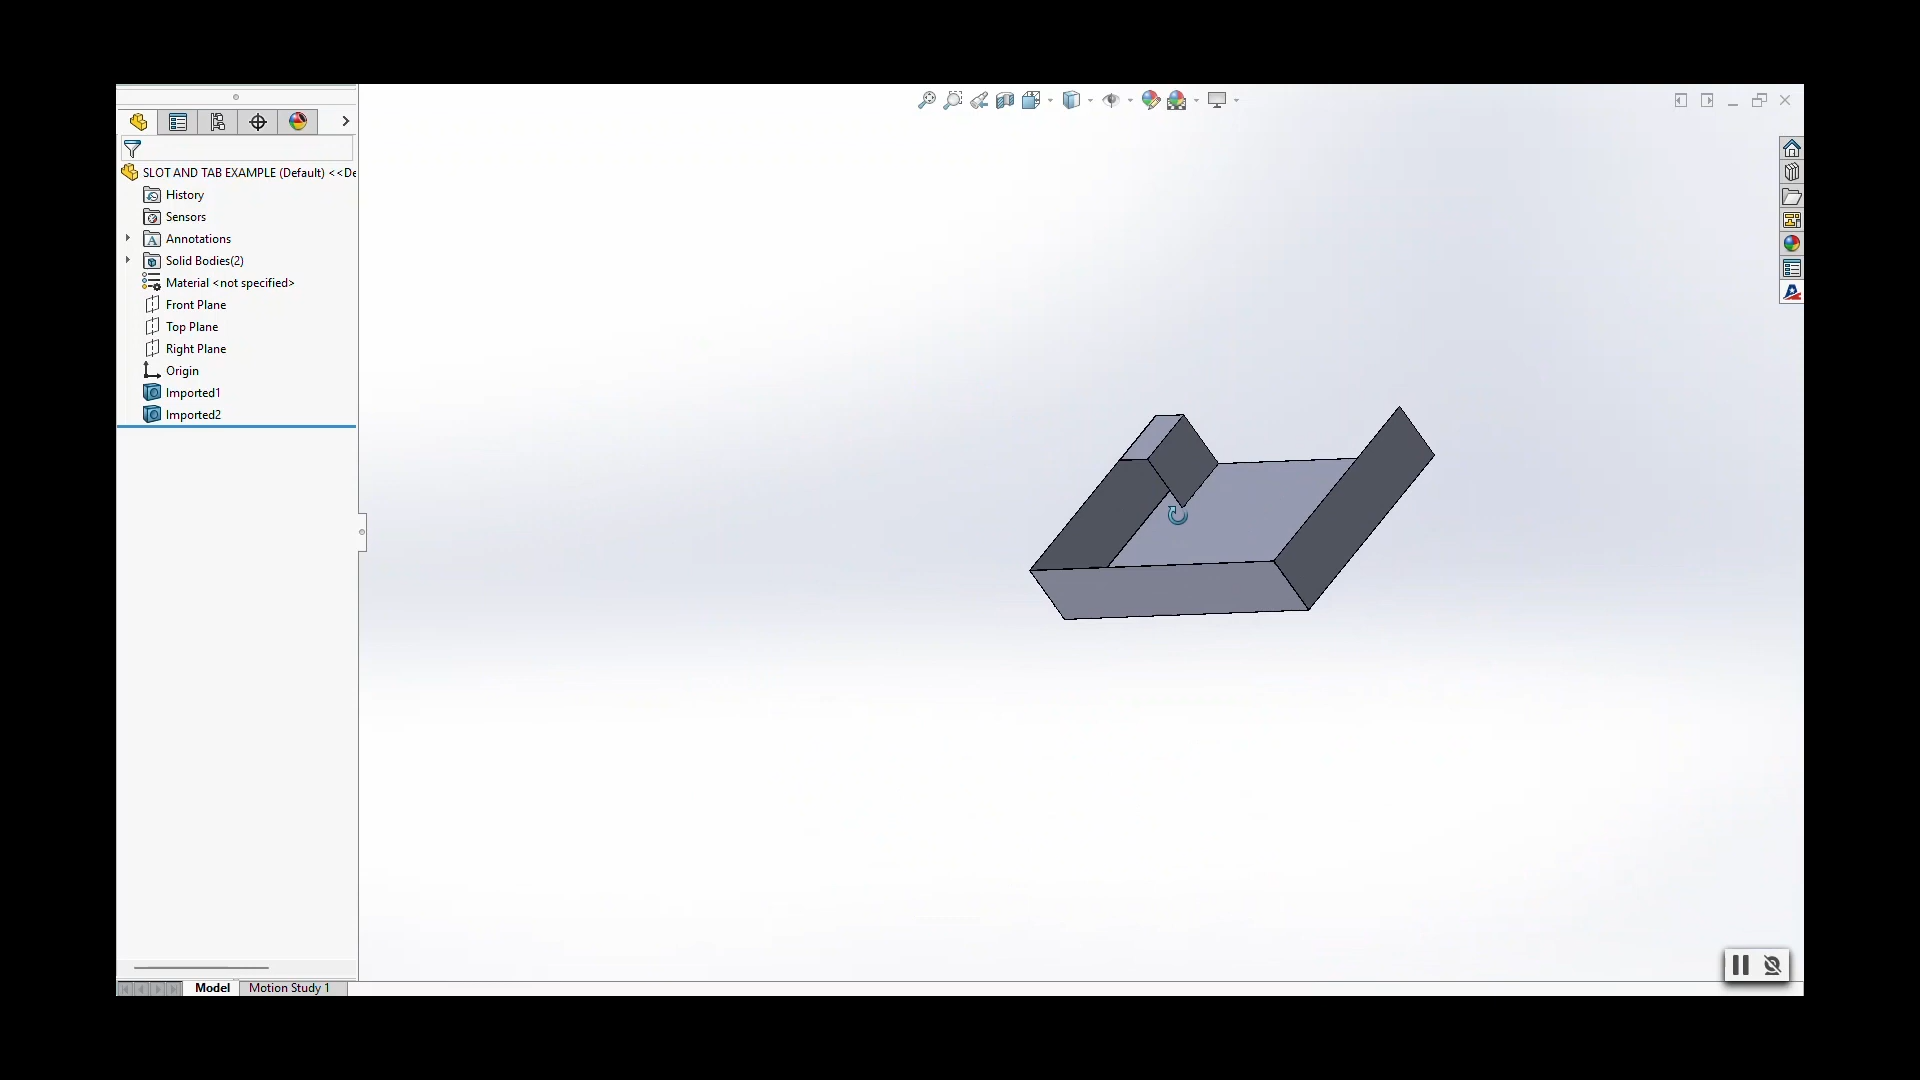 SLOT AND TAB EXAMPLE (Default) <<De
History
Sensors
Annotations
Solid Bodies(2)
Material <not specified>
Front Plane
Top Plane
Right Plane
Origin
Imported1
Imported2
Model
Motion Study 1